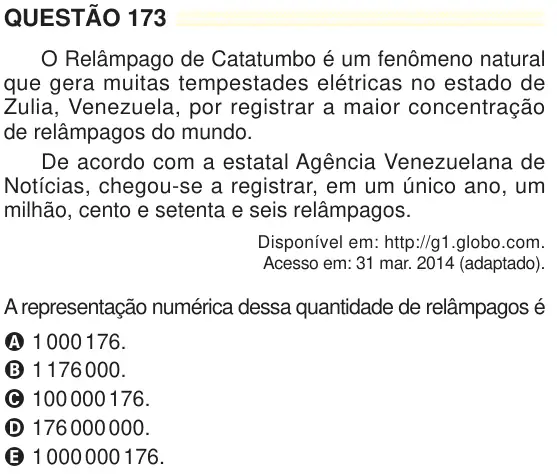 QUESTÃO 173
O Relâmpago de Catatumbo é um fenômeno natural
que gera muitas tempestades elétricas no estado de
Zulia, Venezuela, por registrar a maior concentração
de relâmpagos do mundo.
De acordo com a estatal Agência Venezuelana de
Notícias, chegou-se a registrar, em um único ano, um
milhão, cento e setenta e seis relâmpagos.
Disponível em: http://g1.globo.com.
Acesso em: 31 mar. 2014 (adaptado).
A representação numérica dessa quantidade de relâmpagos é
A 1 000 176.
B 1 176 000.
C 100 000 176.
D 176 000 000.
E 1 000 000 176.